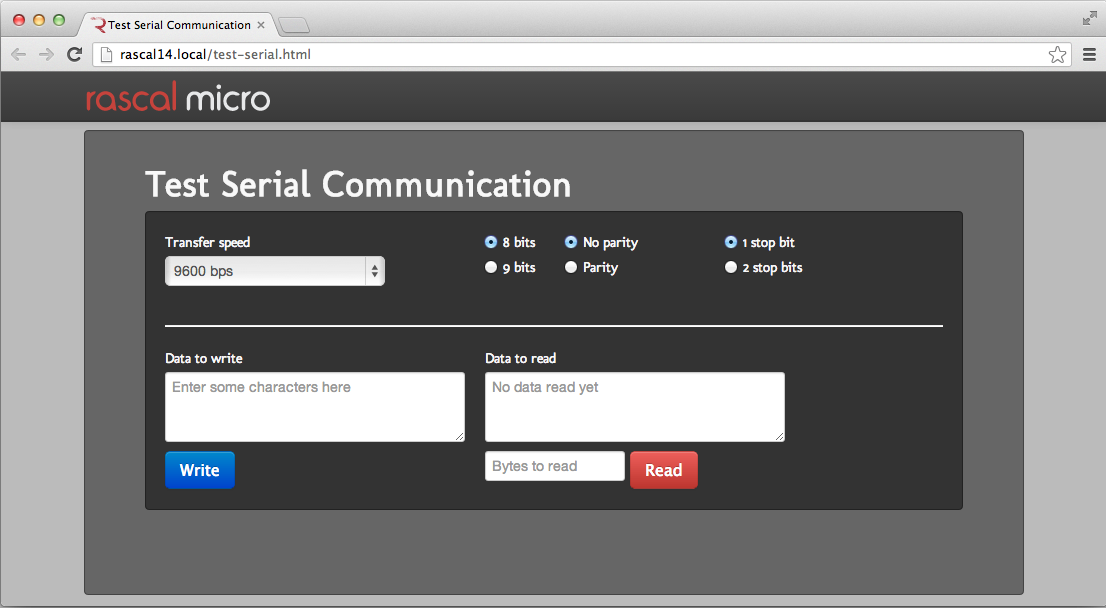 Test Serial Communication
rascal14.local/test-serial.html
rascal micro
Test Serial Communication
Transfer speed
8 bits No parity 1 stop bit
9600 bps
9 bits Parity 2 stop bits
Data to write Data to read
Enter some characters here No data read yet
Write Bytes to read Read